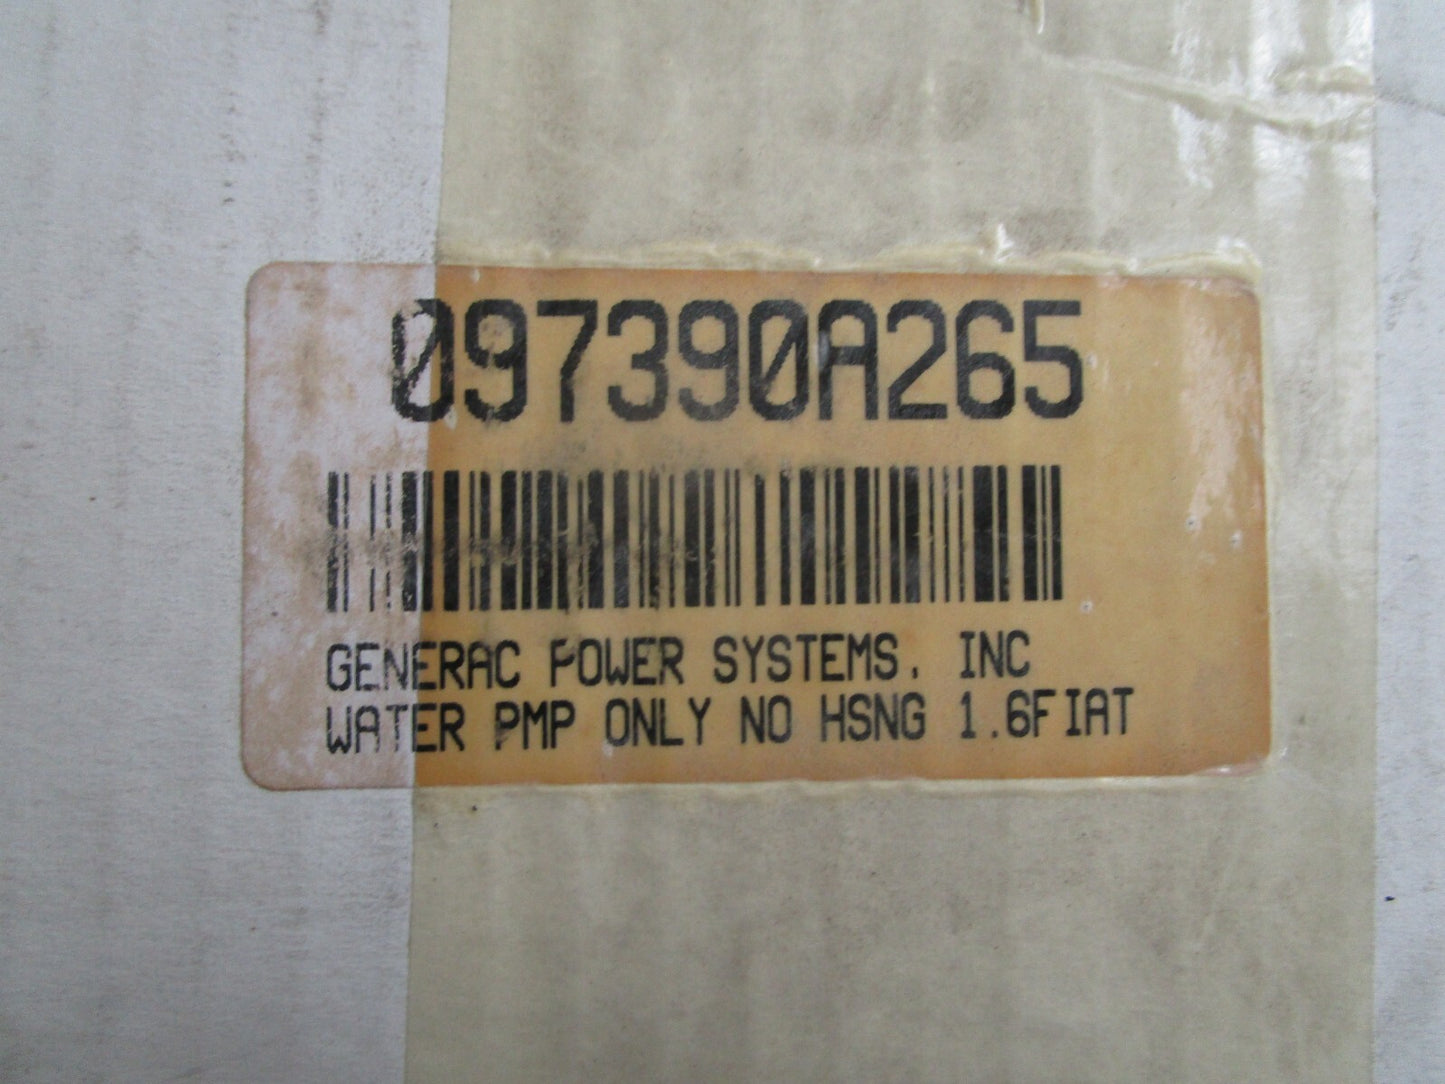 097390A265
GENERAC POWER SYSTEMS, INC
WATER PMP ONLY NO HSNG 1.6FIAT